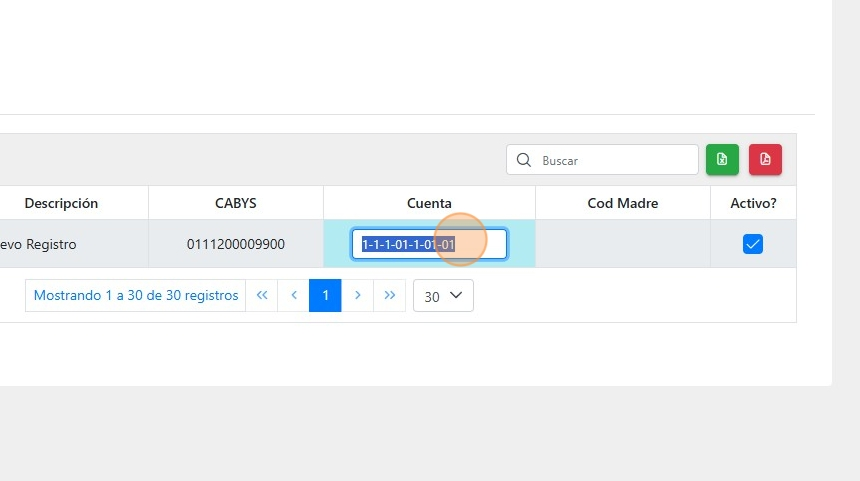 Buscar
Descripción CABYS Cuenta Cod Madre Activo?
evo Registro 0111200009900 1-1-1-01-1-01-01
Mostrando 1 a 30 de 30 registros « ‹ 1 › » 30